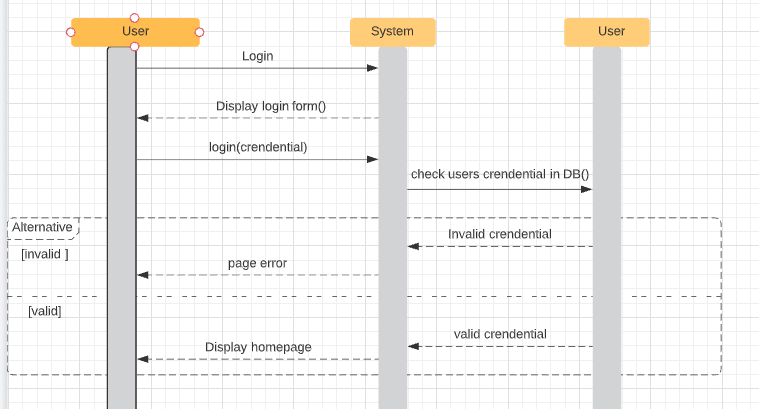 User
System
User
Login
Display login form()
login(crendential)
check users crendential in DB()
Alternative
Invalid crendential
[invalid ]
page error
[valid]
valid crendential
Display homepage